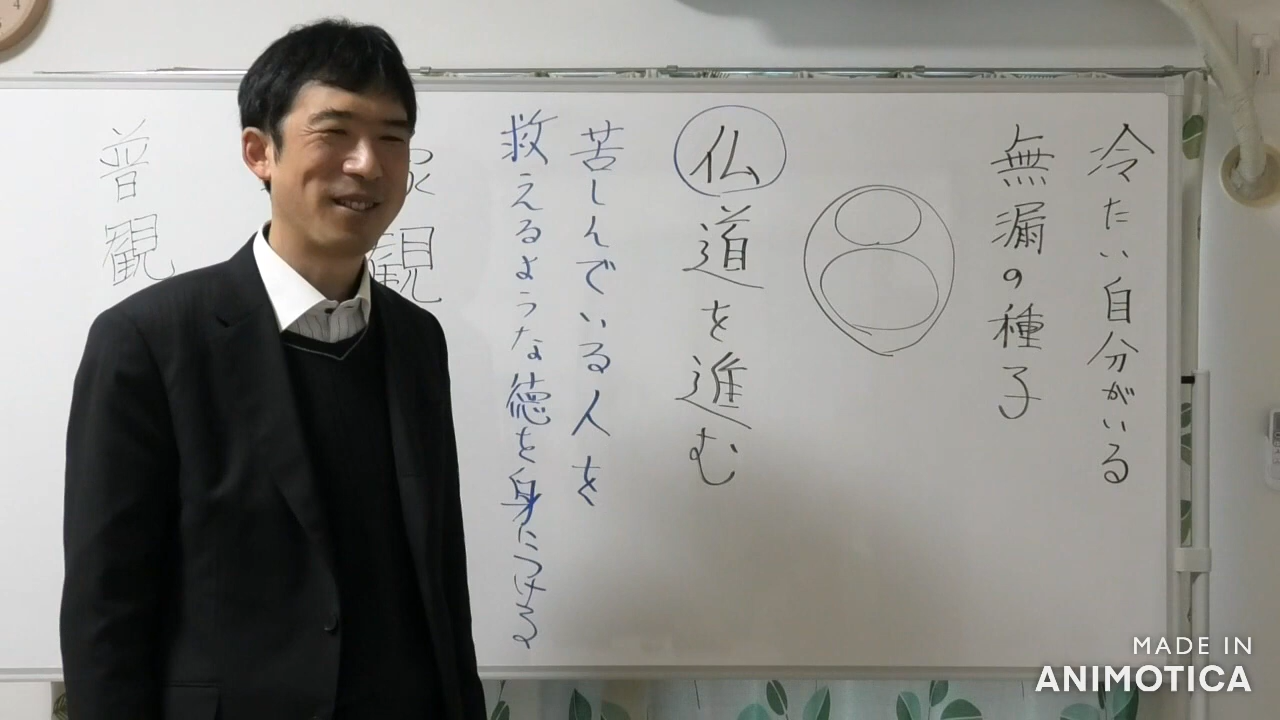 冷たい自分がいる
無漏の種子
仏道を進む
苦しんでいる人を
救えるような徳を身につける
観
普観
MADE IN
ANIMOTICA